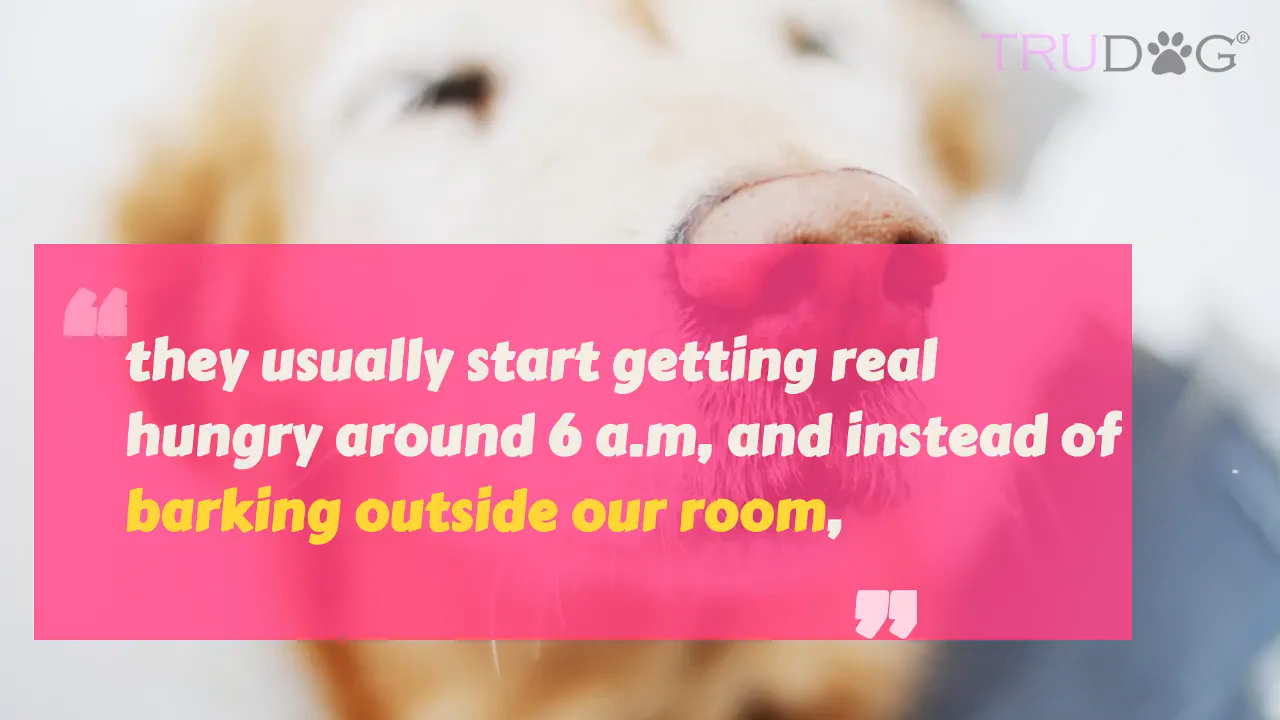 TRUDOG®
“
they usually start getting real
hungry around 6 a.m, and instead of
barking outside our room,
”